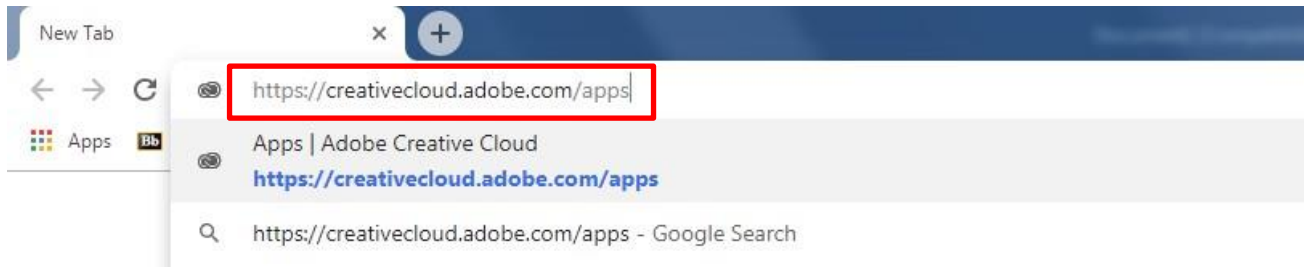 New Tab
https://creativecloud.adobe.com/apps
Apps
Bb
Apps | Adobe Creative Cloud
https://creativecloud.adobe.com/apps
https://creativecloud.adobe.com/apps - Google Search